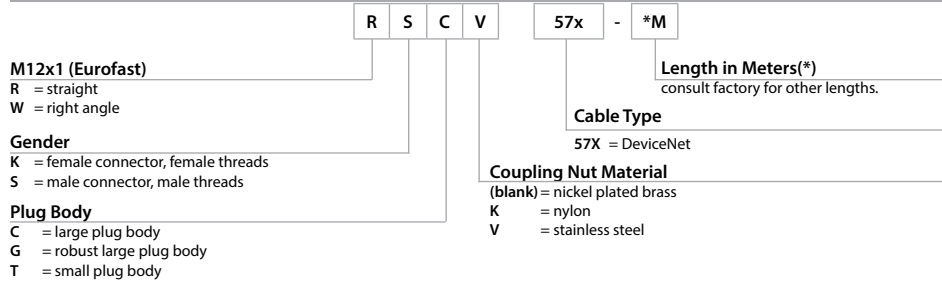 R S C V 57x - *M
M12x1 (Eurofast)
R = straight
W = right angle
Gender
K = female connector, female threads
S = male connector, male threads
Plug Body
C = large plug body
G = robust large plug body
T = small plug body
Length in Meters(*)
consult factory for other lengths.
Cable Type
57X = DeviceNet
Coupling Nut Material
(blank) = nickel plated brass
K = nylon
V = stainless steel